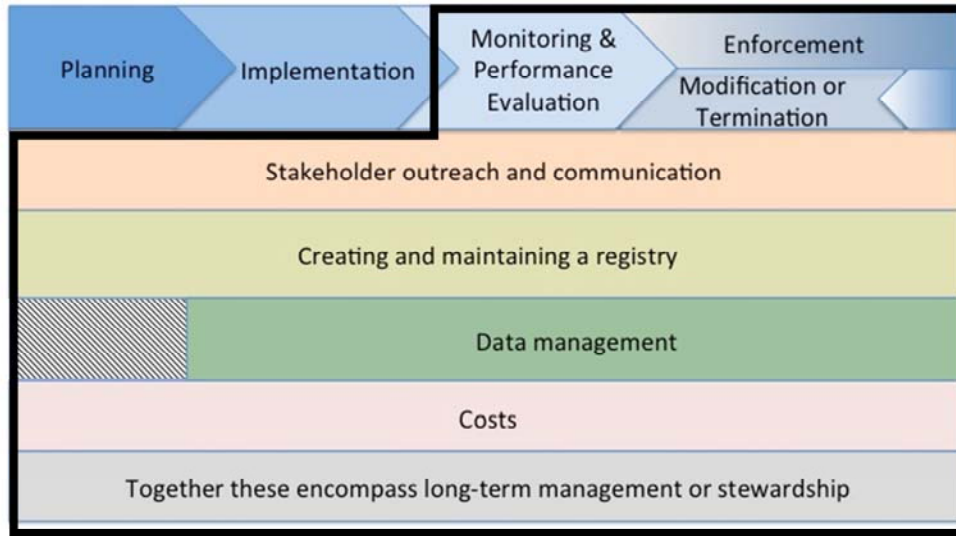 Planning
Implementation
Monitoring &
Performance
Evaluation
Enforcement
Modification or
Termination
Stakeholder outreach and communication
Creating and maintaining a registry
Data management
Costs
Together these encompass long-term management or stewardship